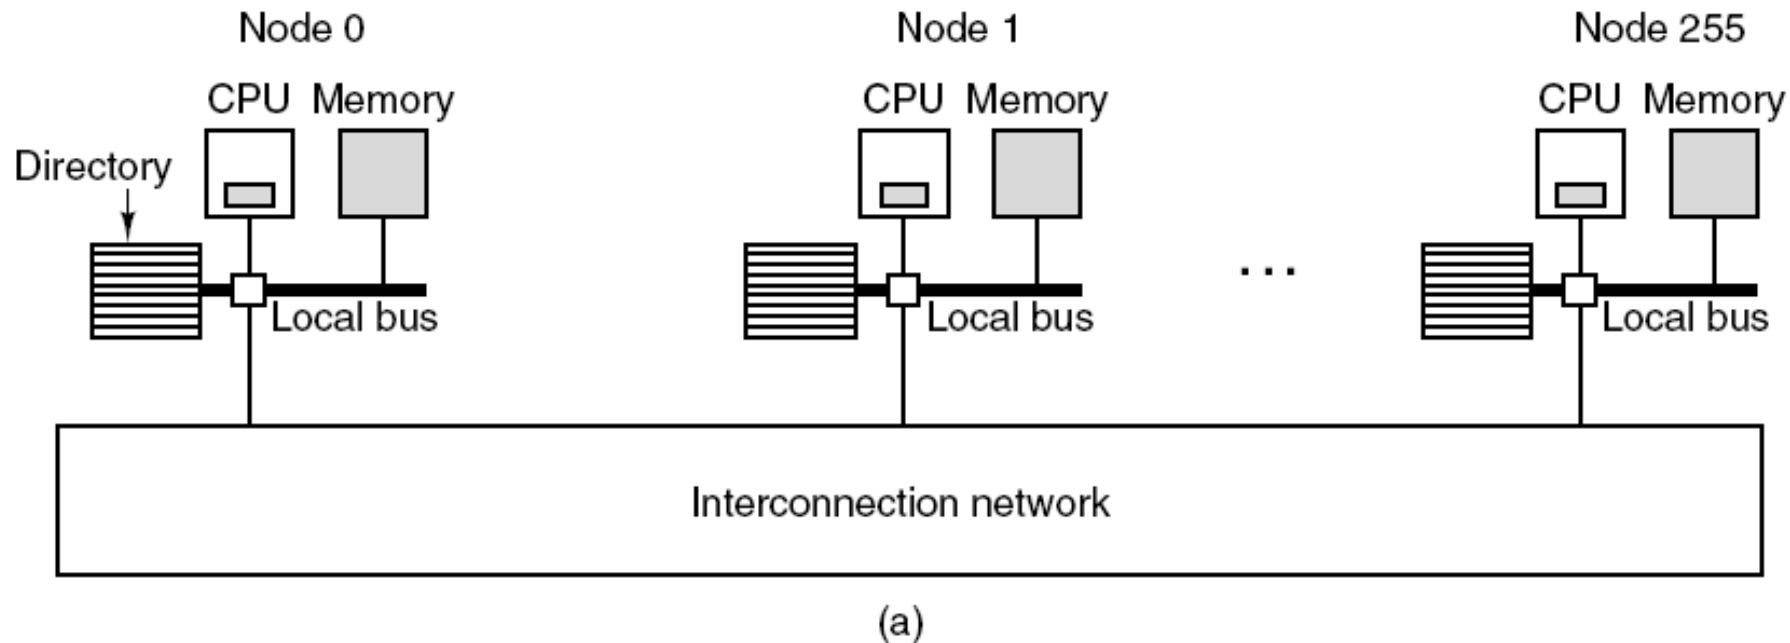 Node 0
Node 1
Node 255
CPU Memory
CPU Memory
CPU Memory
Directory
Local bus
Local bus
...
Local bus
Interconnection network
(a)